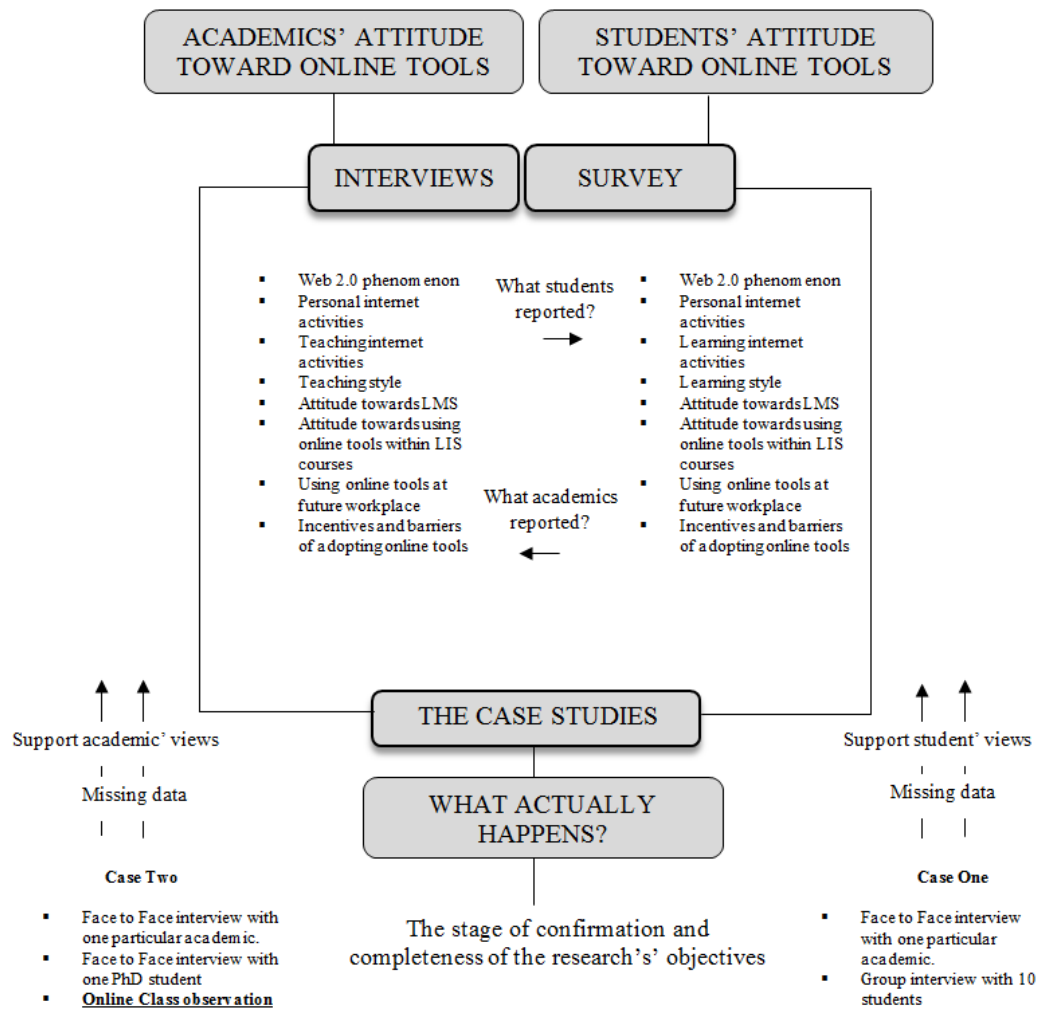 ACADEMICS’ ATTITUDE
TOWARD ONLINE TOOLS
STUDENTS’ ATTITUDE
TOWARD ONLINE TOOLS
INTERVIEWS
SURVEY
▪ Web 2.0 phenomenon
▪ Personal internet
activities
▪ Teaching internet
activities
▪ Teaching style
▪ Attitude towards LMS
▪ Attitude towards using
online tools within LIS
courses
▪ Using online tools at
future workplace
▪ Incentives and barriers
of adopting online tools
What students
reported?
What academics
reported?
▪ Web 2.0 phenomenon
▪ Personal internet
activities
▪ Learning internet
activities
▪ Learning style
▪ Attitude towards LMS
▪ Attitude towards using
online tools within LIS
courses
▪ Using online tools at
future workplace
▪ Incentives and barriers
of adopting online tools
THE CASE STUDIES
Support academic’ views
Missing data
Support student’ views
Missing data
WHAT ACTUALLY
HAPPENS?
The stage of confirmation and
completeness of the research’s’ objectives
Case Two
▪ Face to Face interview with
one particular academic.
▪ Face to Face interview with
one PhD student
▪ Online Class observation
Case One
▪ Face to Face interview
with one particular
academic.
▪ Group interview with 10
students